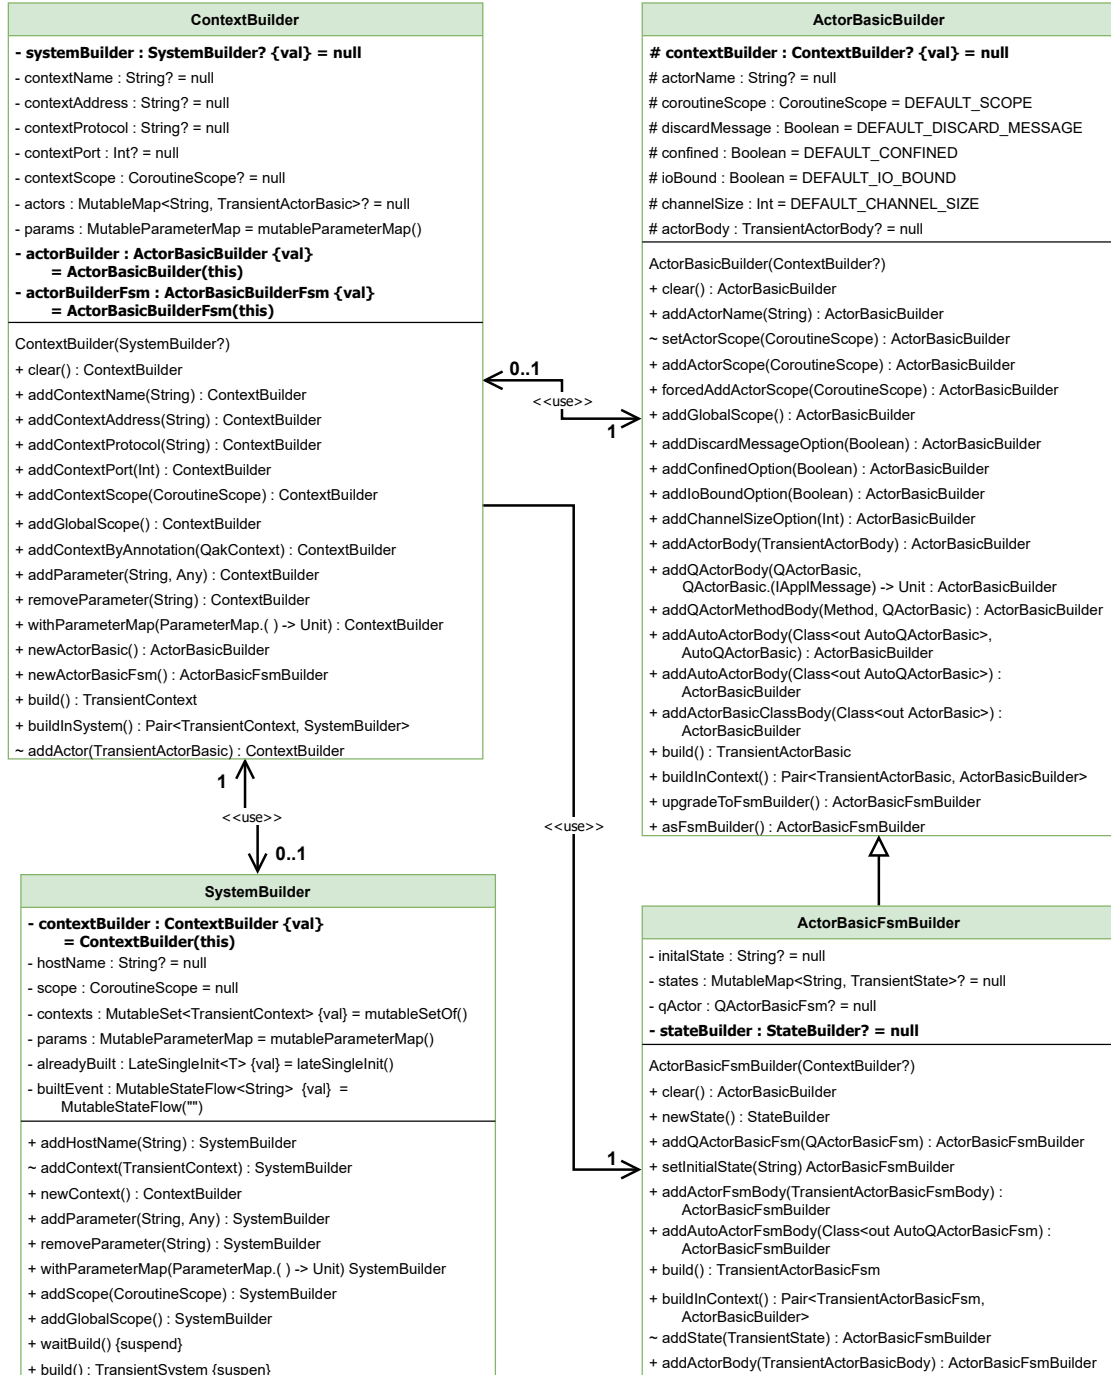 ContextBuilder
- systemBuilder : SystemBuilder? {val} = null
- contextName : String? = null
- contextAddress : String? = null
- contextProtocol : String? = null
- contextPort : Int? = null
- contextScope : CoroutineScope? = null
- actors : MutableMap<String, TransientActorBasic>? = null
- params : MutableParameterMap = mutableParameterMap()
- actorBuilder : ActorBasicBuilder {val}
= ActorBasicBuilder(this)
- actorBuilderFsm : ActorBasicBuilderFsm {val}
= ActorBasicBuilderFsm(this)
ContextBuilder(SystemBuilder?)
+ clear() : ContextBuilder
+ addContextName(String) : ContextBuilder
+ addContextAddress(String) : ContextBuilder
+ addContextProtocol(String) : ContextBuilder
+ addContextPort(Int) : ContextBuilder
+ addContextScope(CoroutineScope) : ContextBuilder
+ addGlobalScope() : ContextBuilder
+ addContextByAnnotation(QakContext) : ContextBuilder
+ addParameter(String, Any) : ContextBuilder
+ removeParameter(String) : ContextBuilder
+ withParameterMap(ParameterMap.( ) -> Unit) : ContextBuilder
+ newActorBasic() : ActorBasicBuilder
+ newActorBasicFsm() : ActorBasicFsmBuilder
+ build() : TransientContext
+ buildInSystem() : Pair<TransientContext, SystemBuilder>
~ addActor(TransientActorBasic) : ContextBuilder
ActorBasicBuilder
# contextBuilder : ContextBuilder? {val} = null
# actorName : String? = null
# coroutineScope : CoroutineScope = DEFAULT_SCOPE
# discardMessage : Boolean = DEFAULT_DISCARD_MESSAGE
# confined : Boolean = DEFAULT_CONFINED
# ioBound : Boolean = DEFAULT_IO_BOUND
# channelSize : Int = DEFAULT_CHANNEL_SIZE
# actorBody : TransientActorBody? = null
ActorBasicBuilder(ContextBuilder?)
+ clear() : ActorBasicBuilder
+ addActorName(String) : ActorBasicBuilder
~ setActorScope(CoroutineScope) : ActorBasicBuilder
+ addActorScope(CoroutineScope) : ActorBasicBuilder
+ forcedAddActorScope(CoroutineScope) : ActorBasicBuilder
+ addGlobalScope() : ActorBasicBuilder
+ addDiscardMessageOption(Boolean) : ActorBasicBuilder
+ addConfinedOption(Boolean) : ActorBasicBuilder
+ addIoBoundOption(Boolean) : ActorBasicBuilder
+ addChannelSizeOption(Int) : ActorBasicBuilder
+ addActorBody(TransientActorBody) : ActorBasicBuilder
+ addQActorBody(QActorBasic,
QActorBasic.(IApplMessage) -> Unit : ActorBasicBuilder
+ addQActorMethodBody(Method, QActorBasic) : ActorBasicBuilder
+ addAutoActorBody(Class<out AutoQActorBasic>,
AutoQActorBasic) : ActorBasicBuilder
+ addAutoActorBody(Class<out AutoQActorBasic>) :
ActorBasicBuilder
+ addActorBasicClassBody(Class<out ActorBasic>) :
ActorBasicBuilder
+ build() : TransientActorBasic
+ buildInContext() : Pair<TransientActorBasic, ActorBasicBuilder>
+ upgradeToFsmBuilder() : ActorBasicFsmBuilder
+ asFsmBuilder() : ActorBasicFsmBuilder
0..1
<<use>>
1
1
<<use>>
0..1
<<use>>
1
SystemBuilder
- contextBuilder : ContextBuilder {val}
= ContextBuilder(this)
- hostName : String? = null
- scope : CoroutineScope = null
- contexts : MutableSet<TransientContext> {val} = mutableSetOf()
- params : MutableParameterMap = mutableParameterMap()
- alreadyBuilt : LateSingleInit<T> {val} = lateSingleInit()
- builtEvent : MutableStateFlow<String> {val} =
MutableStateFlow("")
+ addHostName(String) : SystemBuilder
~ addContext(TransientContext) : SystemBuilder
+ newContext() : ContextBuilder
+ addParameter(String, Any) : SystemBuilder
+ removeParameter(String) : SystemBuilder
+ withParameterMap(ParameterMap.( ) -> Unit) SystemBuilder
+ addScope(CoroutineScope) : SystemBuilder
+ addGlobalScope() : SystemBuilder
+ waitBuild() {suspend}
+ build() : TransientSystem {suspen}
ActorBasicFsmBuilder
- initalState : String? = null
- states : MutableMap<String, TransientState>? = null
- qActor : QActorBasicFsm? = null
- stateBuilder : StateBuilder? = null
ActorBasicFsmBuilder(ContextBuilder?)
+ clear() : ActorBasicBuilder
+ newState() : StateBuilder
+ addQActorBasicFsm(QActorBasicFsm) : ActorBasicFsmBuilder
+ setInitialState(String) ActorBasicFsmBuilder
+ addActorFsmBody(TransientActorBasicFsmBody) :
ActorBasicFsmBuilder
+ addAutoActorFsmBody(Class<out AutoQActorBasicFsm) :
ActorBasicFsmBuilder
+ build() : TransientActorBasicFsm
+ buildInContext() : Pair<TransientActorBasicFsm,
ActorBasicBuilder>
~ addState(TransientState) : ActorBasicFsmBuilder
+ addActorBody(TransientActorBasicBody) : ActorBasicFsmBuilder